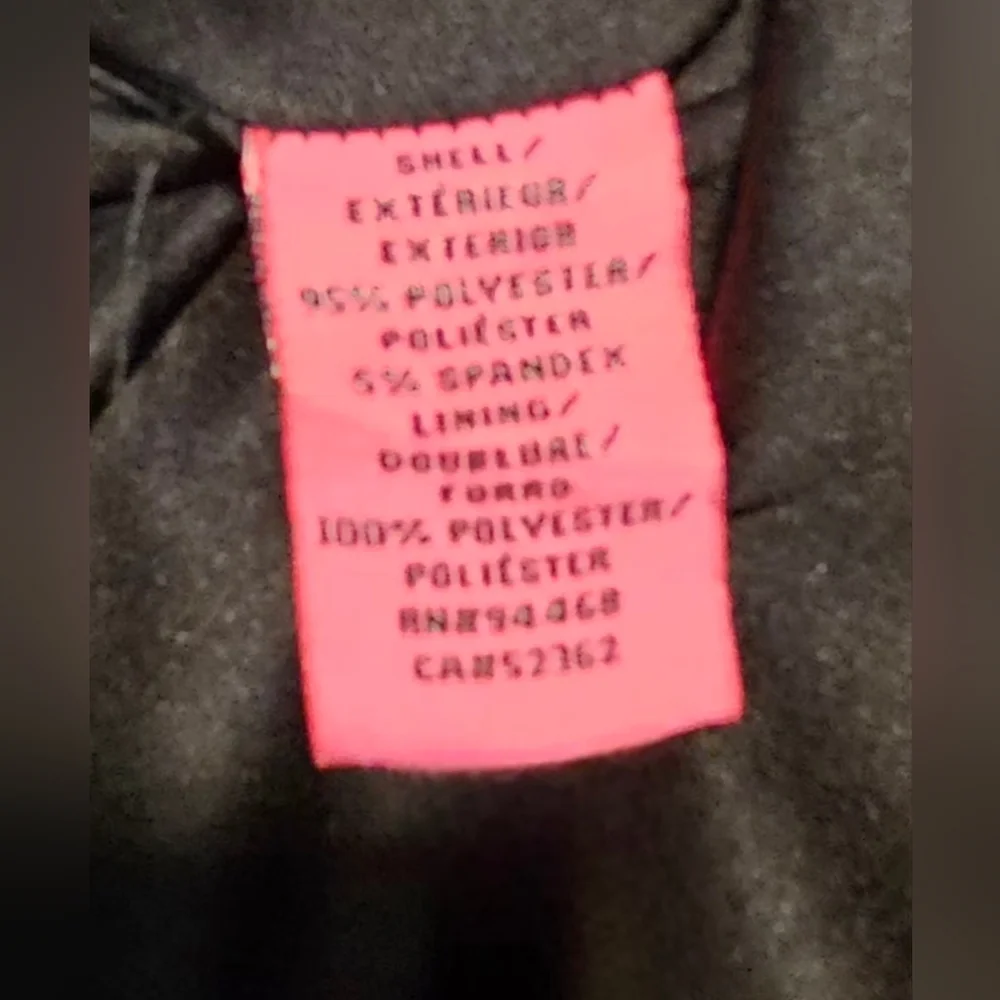 SHELL/
EXTÉRIEUR/
EXTERIOR
95% POLYESTER/
POLIÉSTER
5% SPANDEX
LINING/
DOUBLURE/
FORRO
100% POLYESTER/
POLIÉSTER
RN#94468
CA#52362